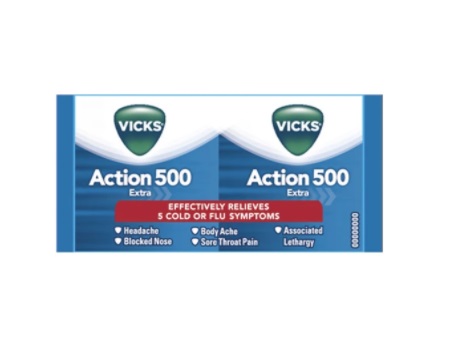 VICKS VICKS
Action 500 Action 500
Extra Extra
EFFECTIVELY RELIEVES
5 COLD OR FLU SYMPTOMS
Headache Body Ache Associated
Blocked Nose Sore Throat Pain Lethargy
00000000